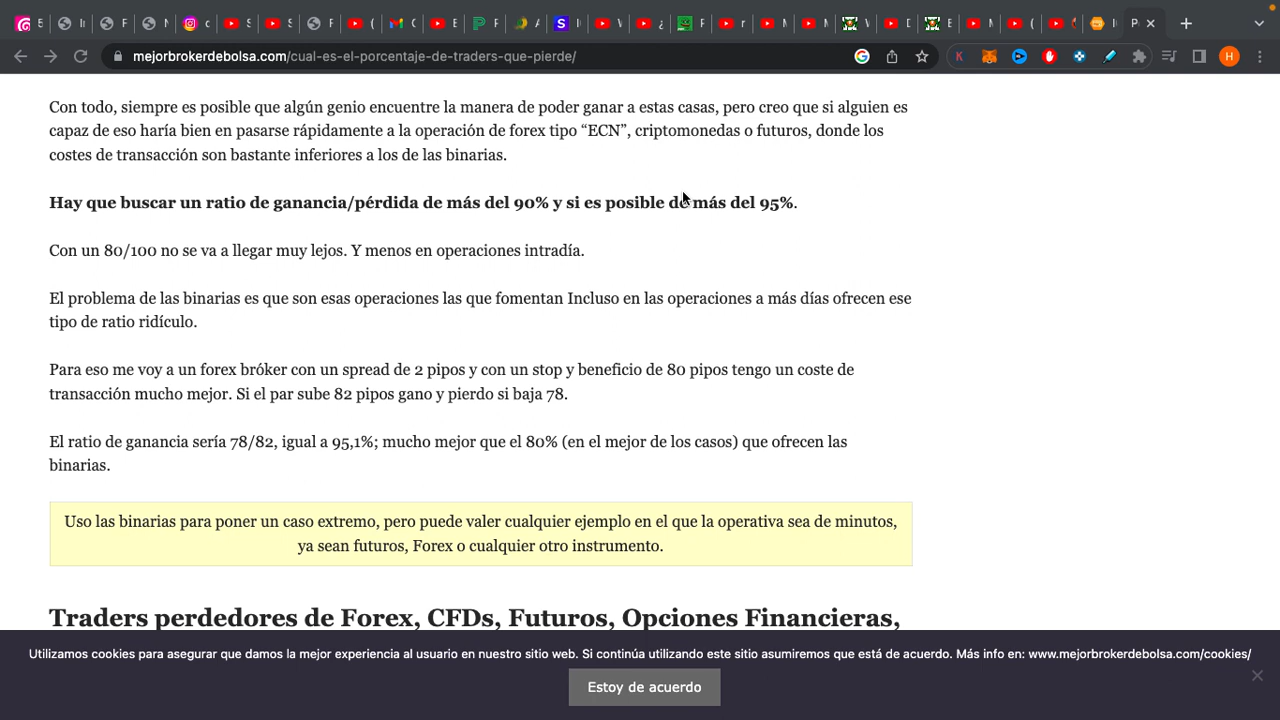 mejorbrokerdebolsa.com/cual-es-el-porcentaje-de-traders-que-pierde/
Con todo, siempre es posible que algún genio encuentre la manera de poder ganar a estas casas, pero creo que si alguien es
capaz de eso haría bien en pasarse rápidamente a la operación de forex tipo “ECN”, criptomonedas o futuros, donde los
costes de transacción son bastante inferiores a los de las binarias.
Hay que buscar un ratio de ganancia/pérdida de más del 90% y si es posible de más del 95%.
Con un 80/100 no se va a llegar muy lejos. Y menos en operaciones intradía.
El problema de las binarias es que son esas operaciones las que fomentan Incluso en las operaciones a más días ofrecen ese
tipo de ratio ridículo.
Para eso me voy a un forex bróker con un spread de 2 pipos y con un stop y beneficio de 80 pipos tengo un coste de
transacción mucho mejor. Si el par sube 82 pipos gano y pierdo si baja 78.
El ratio de ganancia sería 78/82, igual a 95,1%; mucho mejor que el 80% (en el mejor de los casos) que ofrecen las
binarias.
Uso las binarias para poner un caso extremo, pero puede valer cualquier ejemplo en el que la operativa sea de minutos,
ya sean futuros, Forex o cualquier otro instrumento.
Traders perdedores de Forex, CFDs, Futuros, Opciones Financieras,
Utilizamos cookies para asegurar que damos la mejor experiencia al usuario en nuestro sitio web. Si continúa utilizando este sitio asumiremos que está de acuerdo. Más info en: www.mejorbrokerdebolsa.com/cookies/
Estoy de acuerdo